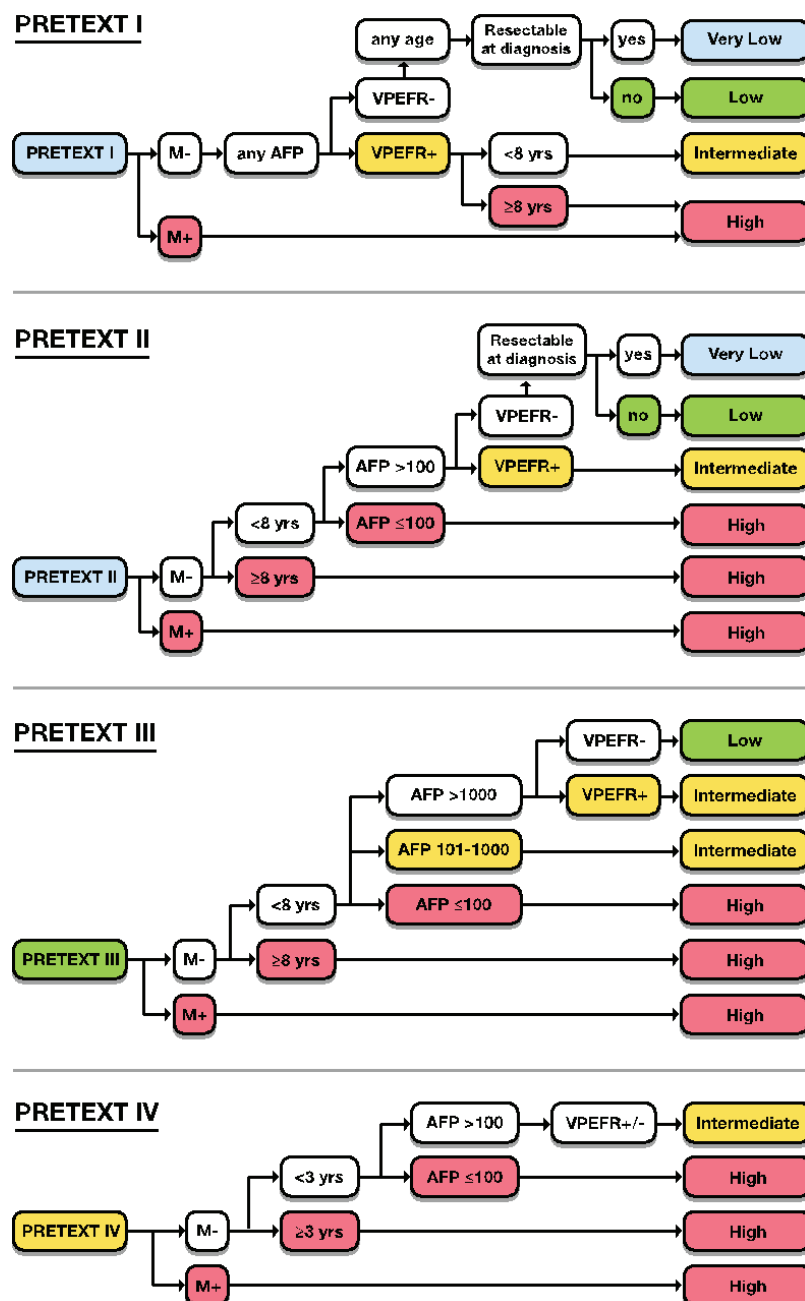 PRETEXT I
any age
Resectable
at diagnosis
yes
Very Low
VPEFR-
no
Low
PRETEXT I
M-
any AFP
VPEFR+
<8 yrs
Intermediate
≥8 yrs
High
M+
PRETEXT II
Resectable
at diagnosis
yes
Very Low
VPEFR-
no
Low
AFP >100
VPEFR+
Intermediate
<8 yrs
AFP ≤100
High
PRETEXT II
M-
≥8 yrs
High
M+
High
PRETEXT III
VPEFR-
Low
AFP >1000
VPEFR+
Intermediate
AFP 101-1000
Intermediate
<8 yrs
AFP ≤100
High
PRETEXT III
M-
≥8 yrs
High
M+
High
PRETEXT IV
AFP >100
VPEFR+/-
Intermediate
<3 yrs
AFP ≤100
High
PRETEXT IV
M-
≥3 yrs
High
M+
High